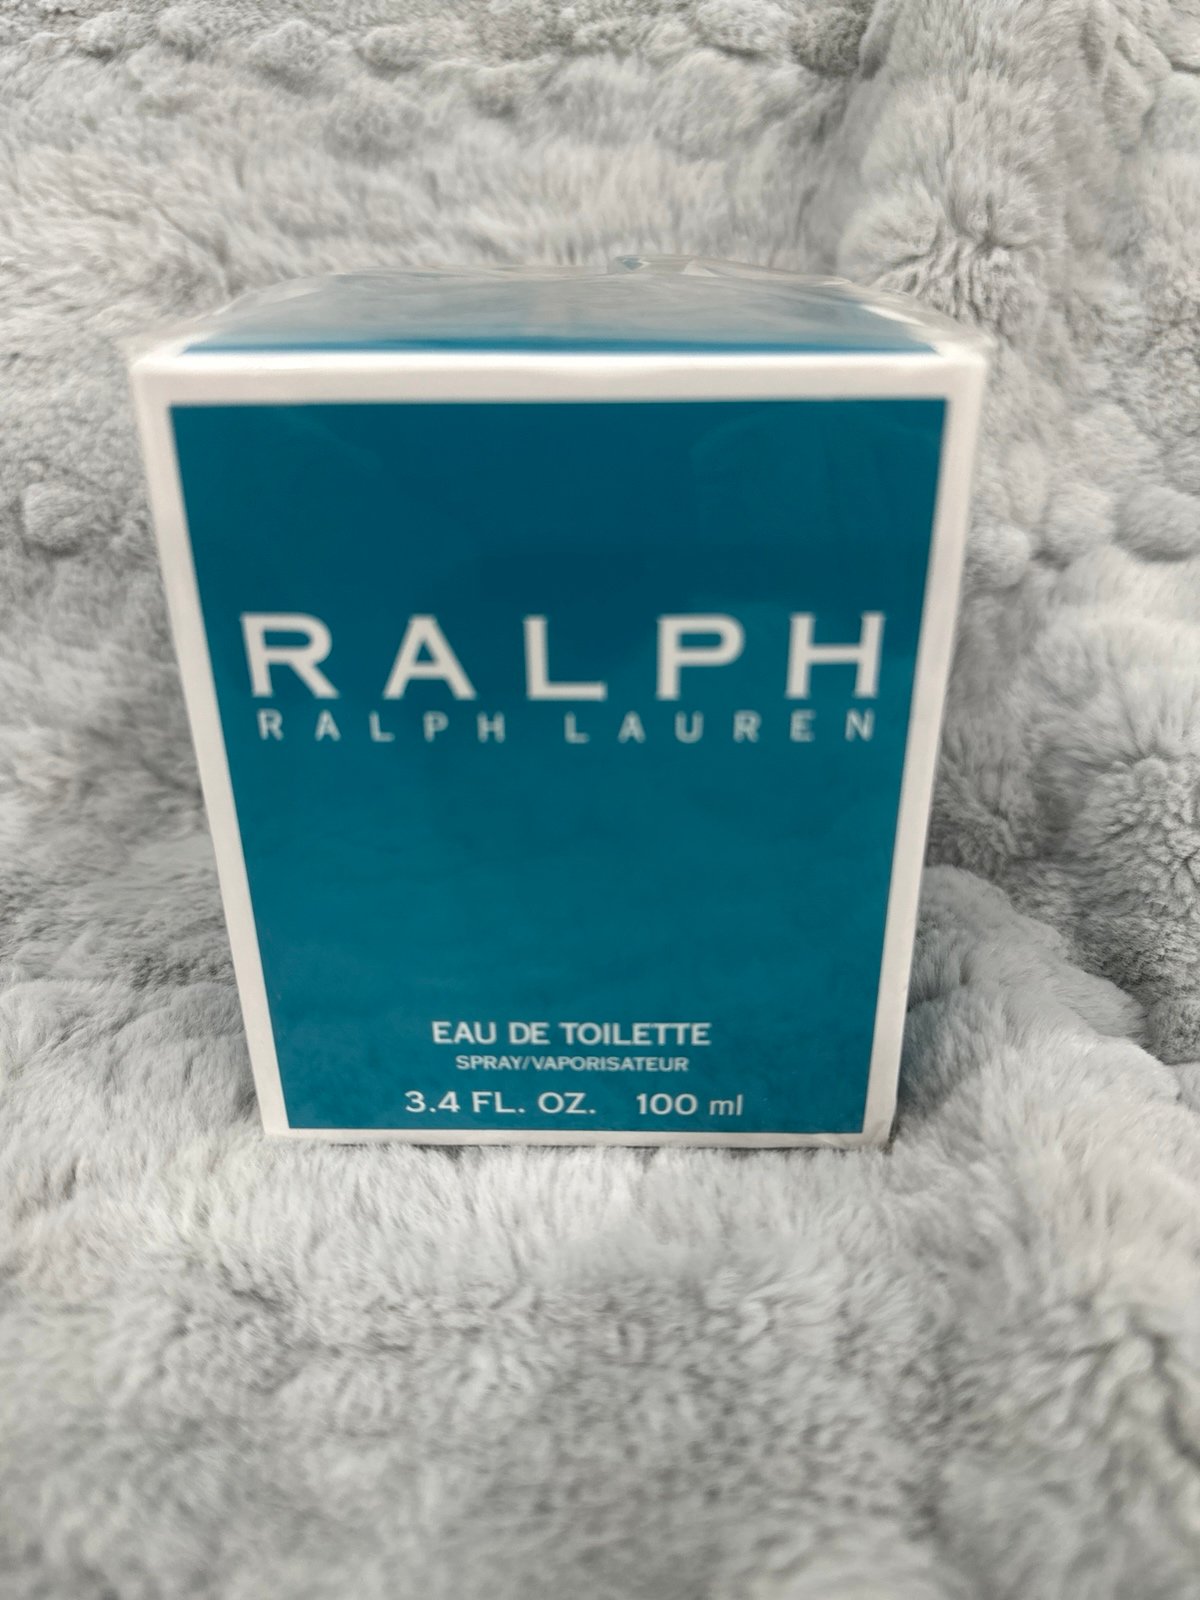 RALPH
RALPH LAUREN
EAU DE TOILETTE
SPRAY/VAPORISATEUR
3.4 FL. OZ. 100 ml